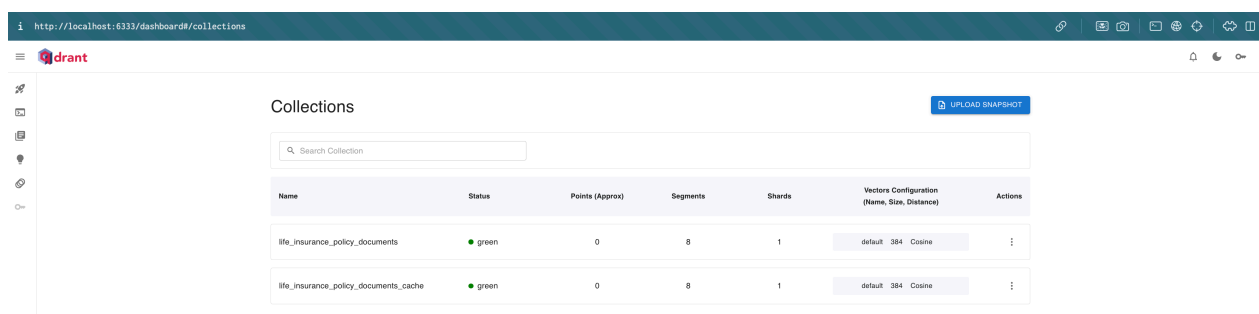 i http://localhost:6333/dashboard#/collections
qdrant
Collections
UPLOAD SNAPSHOT
Search Collection
Name Status Points (Approx) Segments Shards Vectors Configuration (Name, Size, Distance) Actions
life_insurance_policy_documents green 0 8 1 default 384 Cosine
life_insurance_policy_documents_cache green 0 8 1 default 384 Cosine